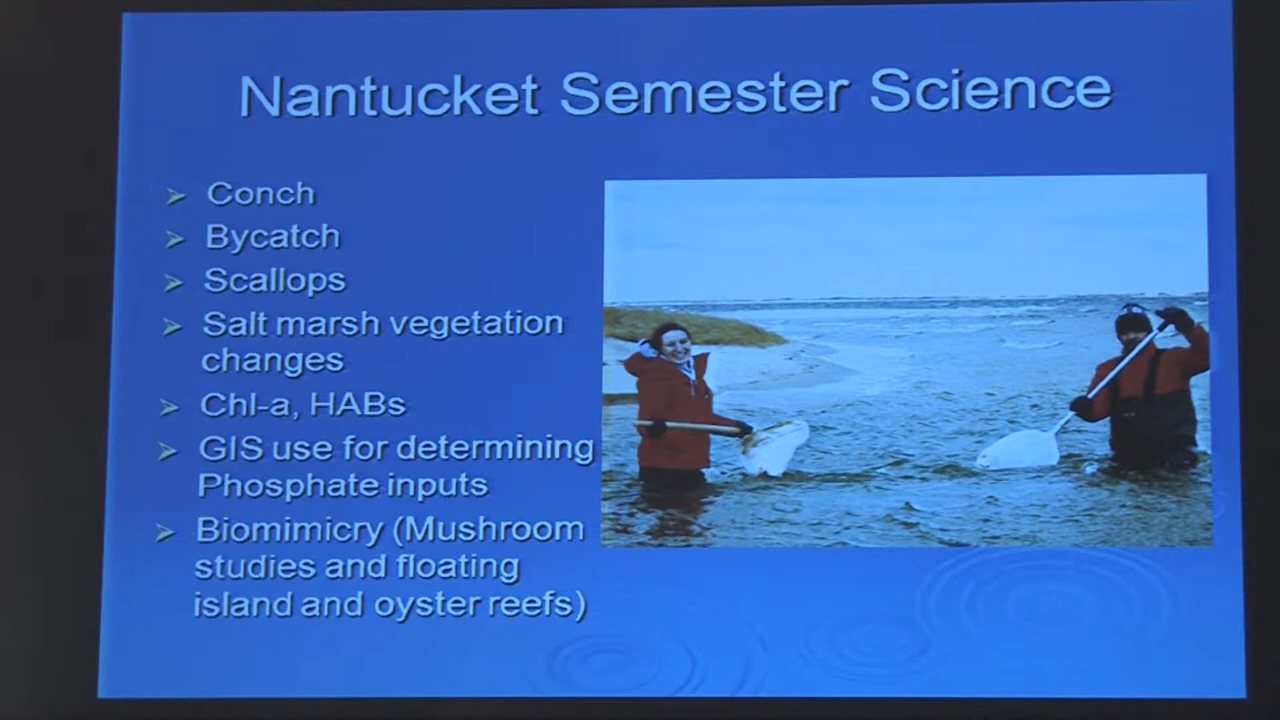 Nantucket Semester Science
Conch
Bycatch
Scallops
Salt marsh vegetation
changes
Chl-a, HABs
GIS use for determining
Phosphate inputs
Biomimicry (Mushroom
studies and floating
island and oyster reefs)